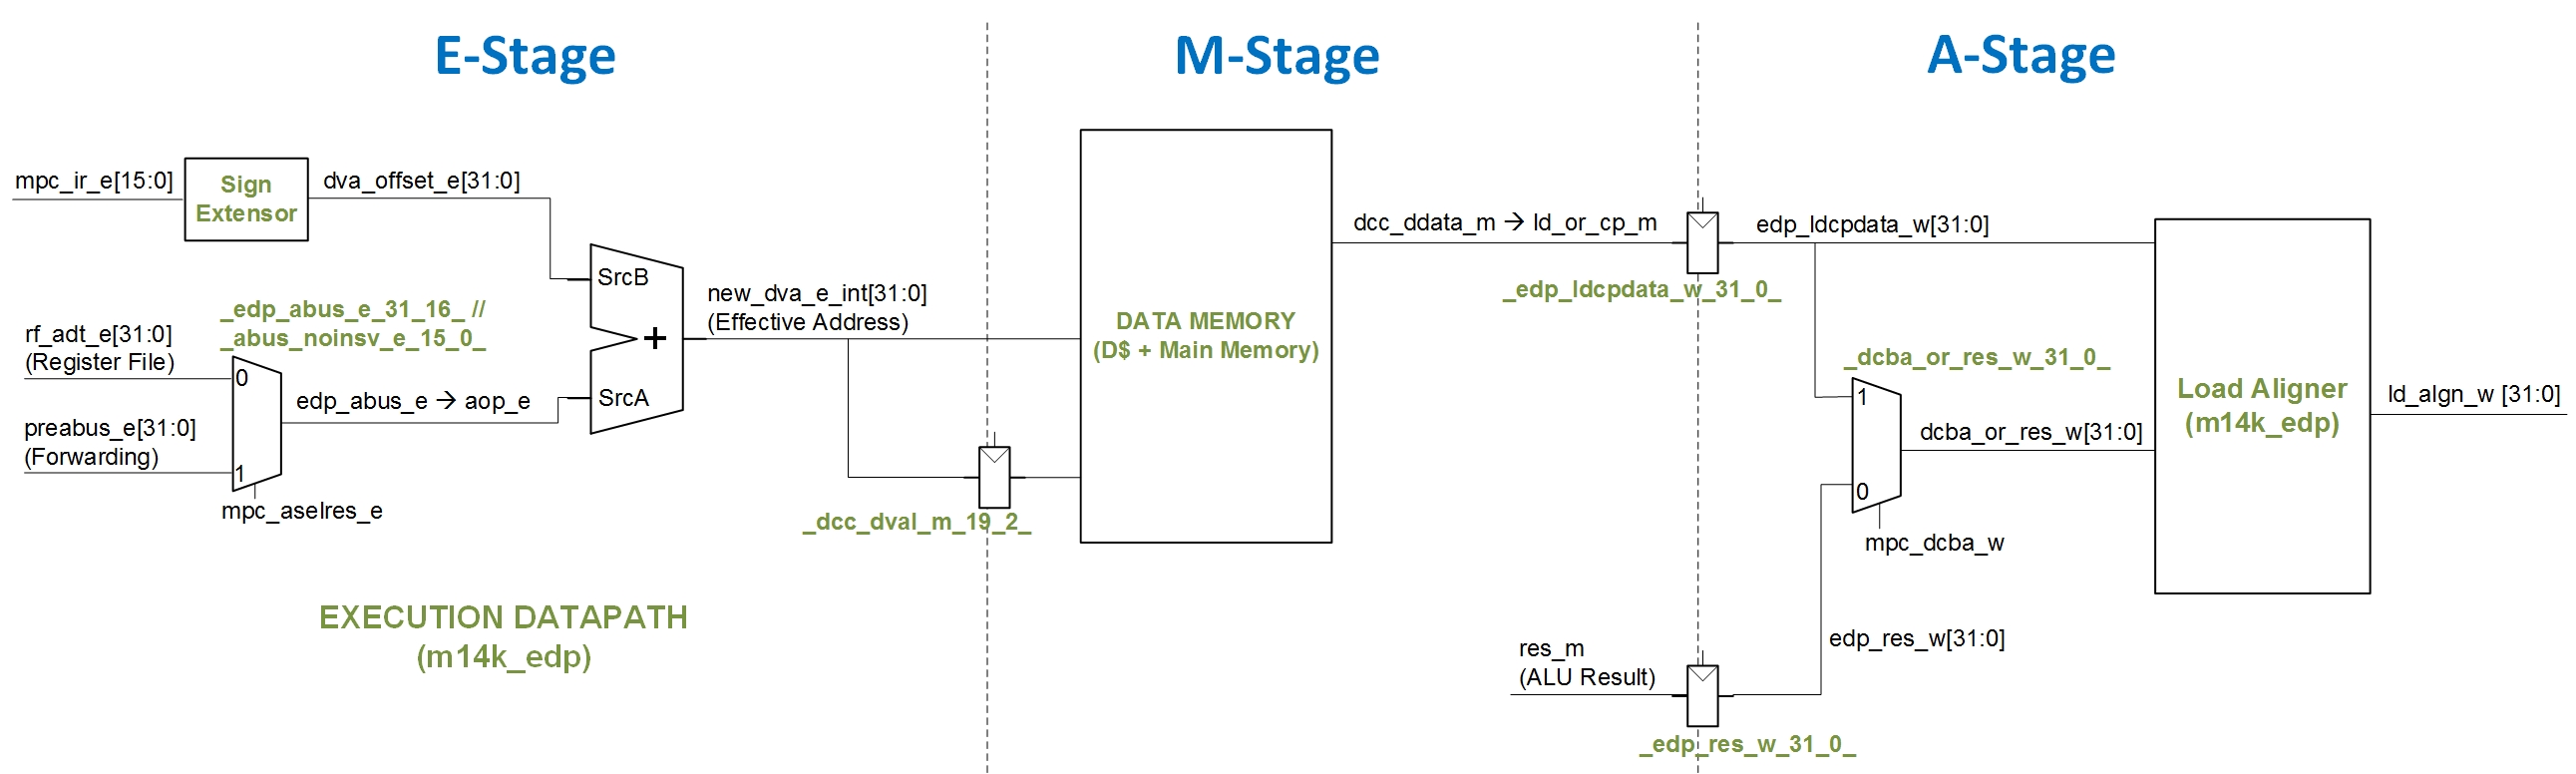 E-Stage
M-Stage
A-Stage
mpc_ir_e[15:0]
Sign
Extensor
dva_offset_e[31:0]
SrcB
+
SrcA
_edp_abus_e_31_16_ //
_abus_noinsv_e_15_0_
rf_adt_e[31:0]
(Register File)
0
preabus_e[31:0]
(Forwarding)
1
mpc_aselres_e
edp_abus_e → aop_e
new_dva_e_int[31:0]
(Effective Address)
_dcc_dval_m_19_2_
EXECUTION DATAPATH
(m14k_edp)
DATA MEMORY
(D$ + Main Memory)
dcc_ddata_m → ld_or_cp_m
_edp_ldcpdata_w_31_0_
edp_ldcpdata_w[31:0]
_dcba_or_res_w_31_0_
1
0
mpc_dcba_w
dcba_or_res_w[31:0]
res_m
(ALU Result)
edp_res_w[31:0]
_edp_res_w_31_0_
Load Aligner
(m14k_edp)
ld_algn_w [31:0]